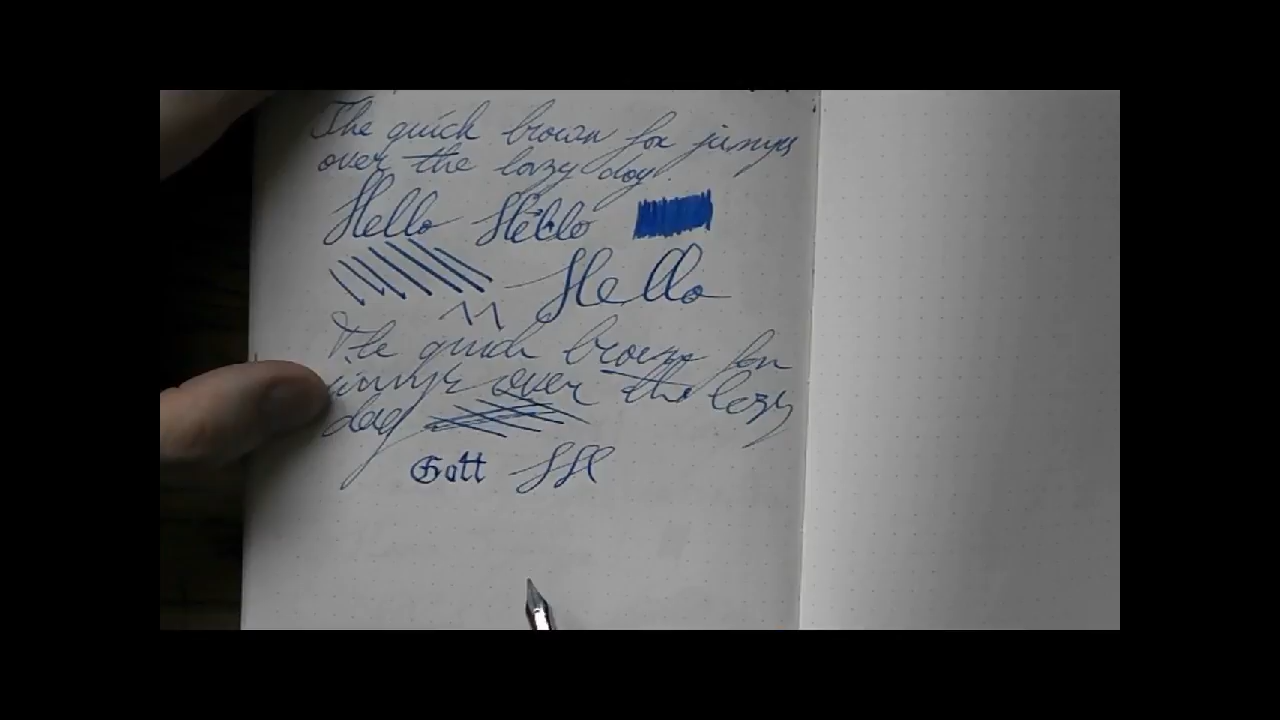 The quick brown fox jumps
over the lazy dog.
Hello Hello
Hello
The quick brown fox
jumps over the lazy
dog
Gott H